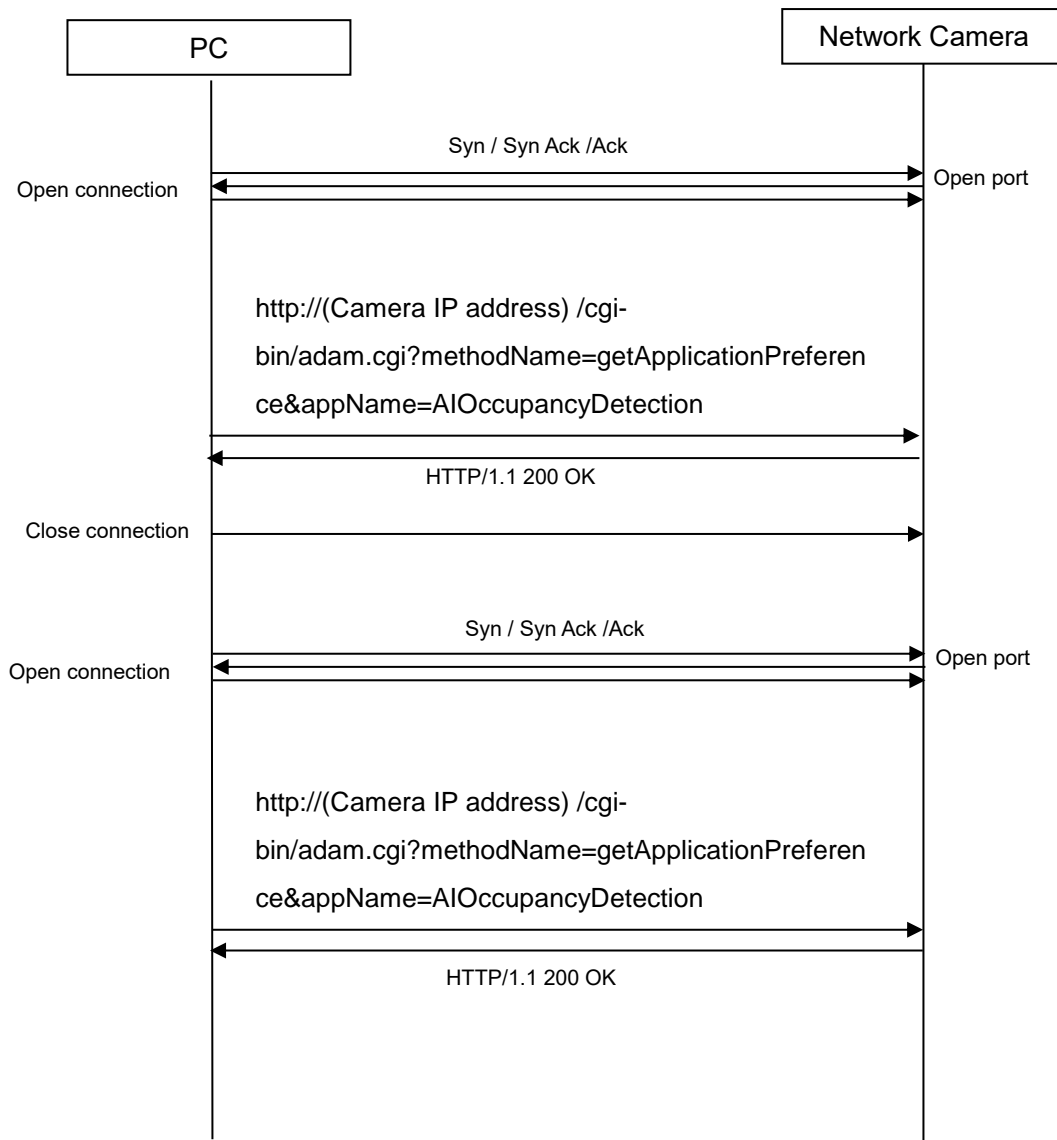 PC
Network Camera
Syn / Syn Ack /Ack
Open connection
Open port
http://(Camera IP address) /cgi-
bin/adam.cgi?methodName=getApplicationPreferen
ce&appName=AIOccupancyDetection
HTTP/1.1 200 OK
Close connection
Syn / Syn Ack /Ack
Open connection
Open port
http://(Camera IP address) /cgi-
bin/adam.cgi?methodName=getApplicationPreferen
ce&appName=AIOccupancyDetection
HTTP/1.1 200 OK